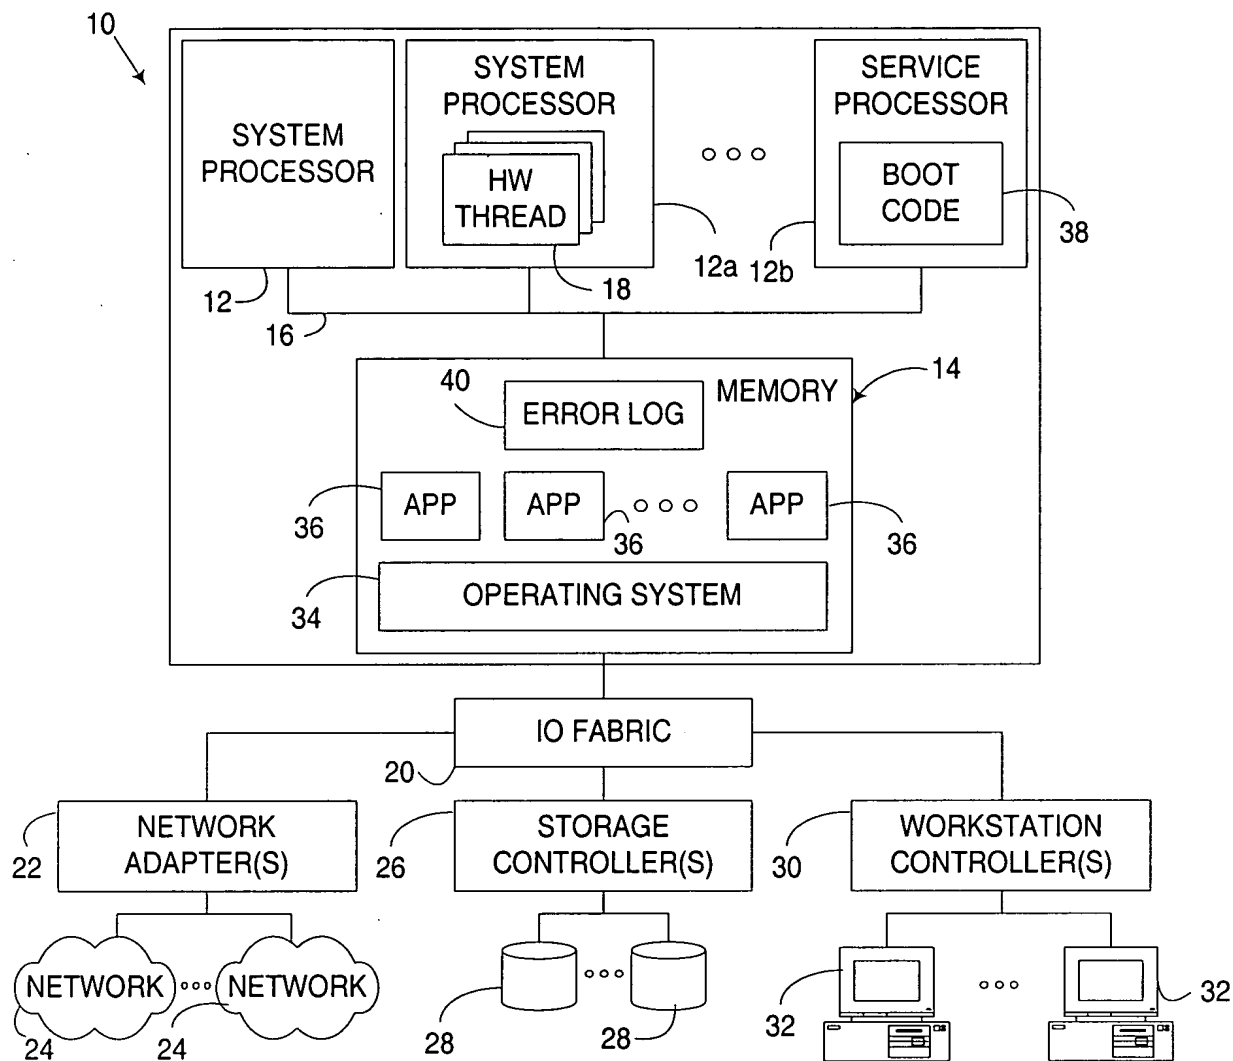 10
SYSTEM
PROCESSOR
SYSTEM
PROCESSOR
HW
THREAD
SERVICE
PROCESSOR
BOOT
CODE
38
12
16
18
12a
12b
40
ERROR LOG
MEMORY
14
36
APP
APP
36
APP
36
34
OPERATING SYSTEM
IO FABRIC
20
22
NETWORK
ADAPTER(S)
26
STORAGE
CONTROLLER(S)
30
WORKSTATION
CONTROLLER(S)
NETWORK
NETWORK
24
24
28
28
32
32